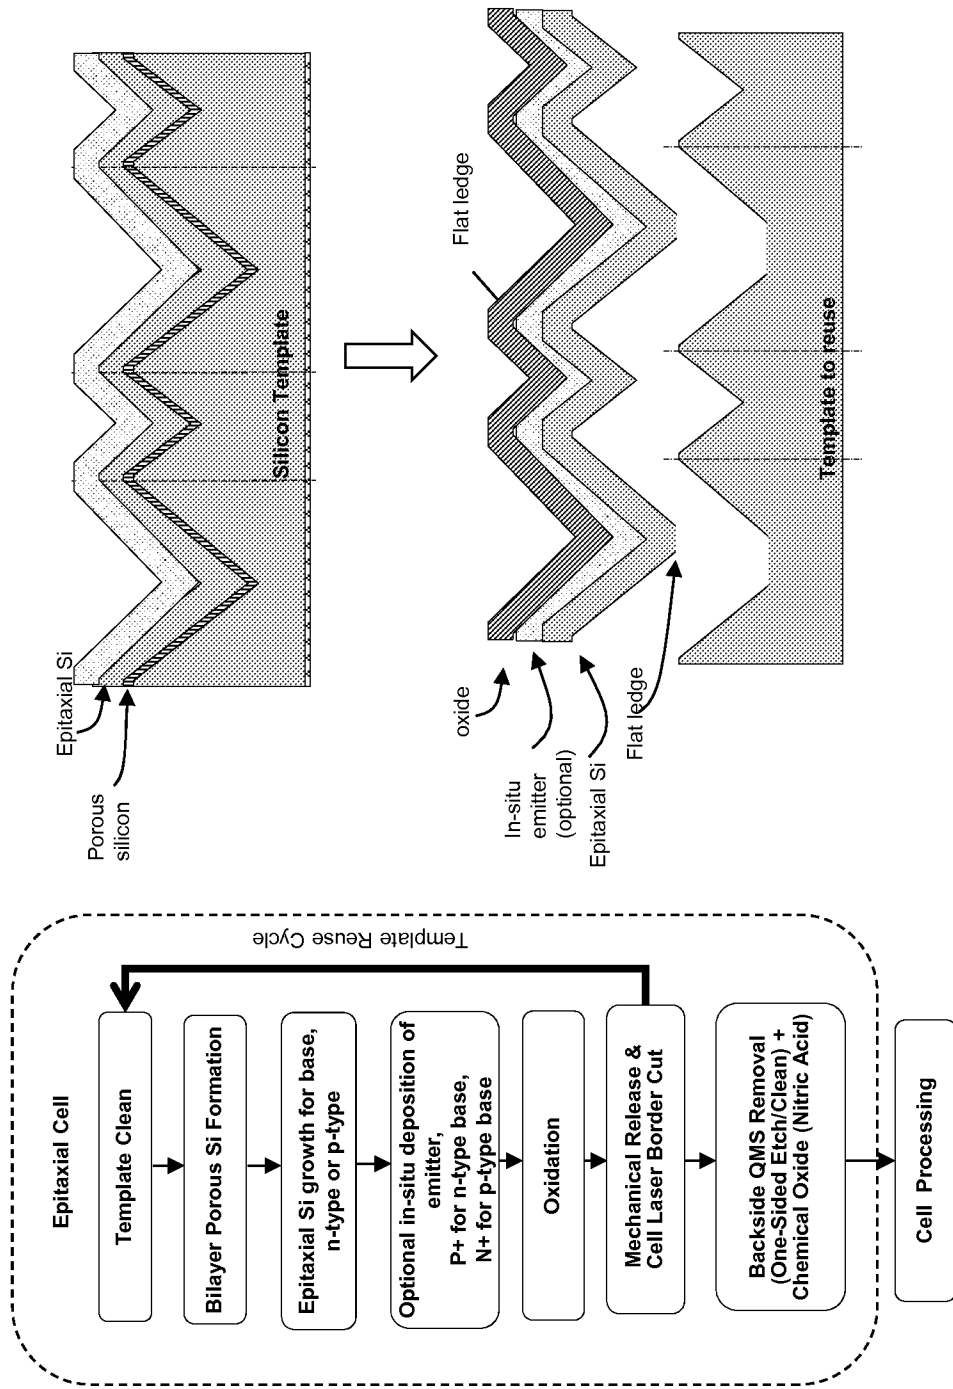 Epitaxial Cell
Template Clean
Bilayer Porous Si Formation
Epitaxial Si growth for base,
n-type or p-type
Optional in-situ deposition of
emitter,
P+ for n-type base,
N+ for p-type base
Oxidation
Mechanical Release &
Cell Laser Border Cut
Backside QMS Removal
(One-Sided Etch/Clean) +
Chemical Oxide (Nitric Acid)
Cell Processing
Template Reuse Cycle
Porous
silicon
Epitaxial Si
Silicon Template
oxide
In-situ
emitter
(optional)
Epitaxial Si
Flat ledge
Flat ledge
Template to reuse